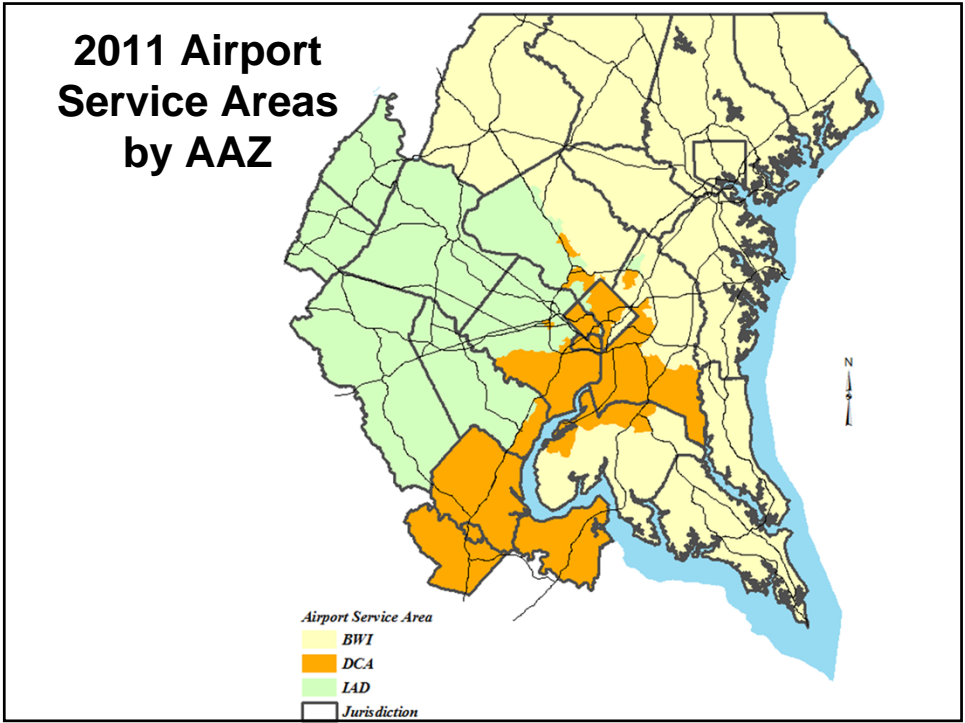 2011 Airport
Service Areas
by AAZ
N
Airport Service Area
BWI
DCA
IAD
Jurisdiction